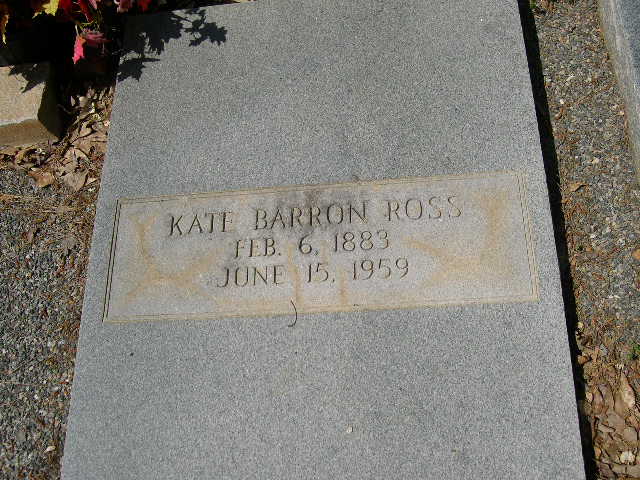 KATE BARRON ROSS
FEB. 6, 1883
JUNE 15, 1959